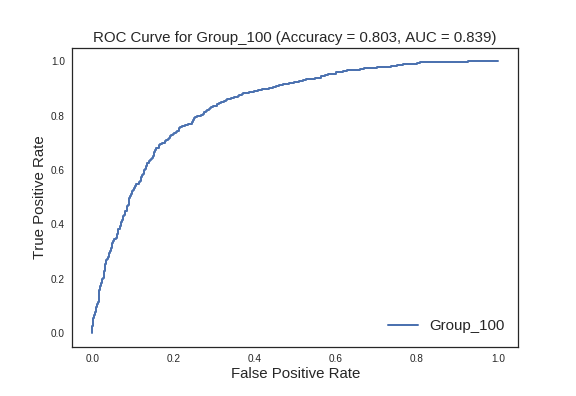 ROC Curve for Group_100 (Accuracy = 0.803, AUC = 0.839)
1.0
0.8
0.6
0.4
0.2
0.0
True Positive Rate
Group_100
0.0 0.2 0.4 0.6 0.8 1.0
False Positive Rate